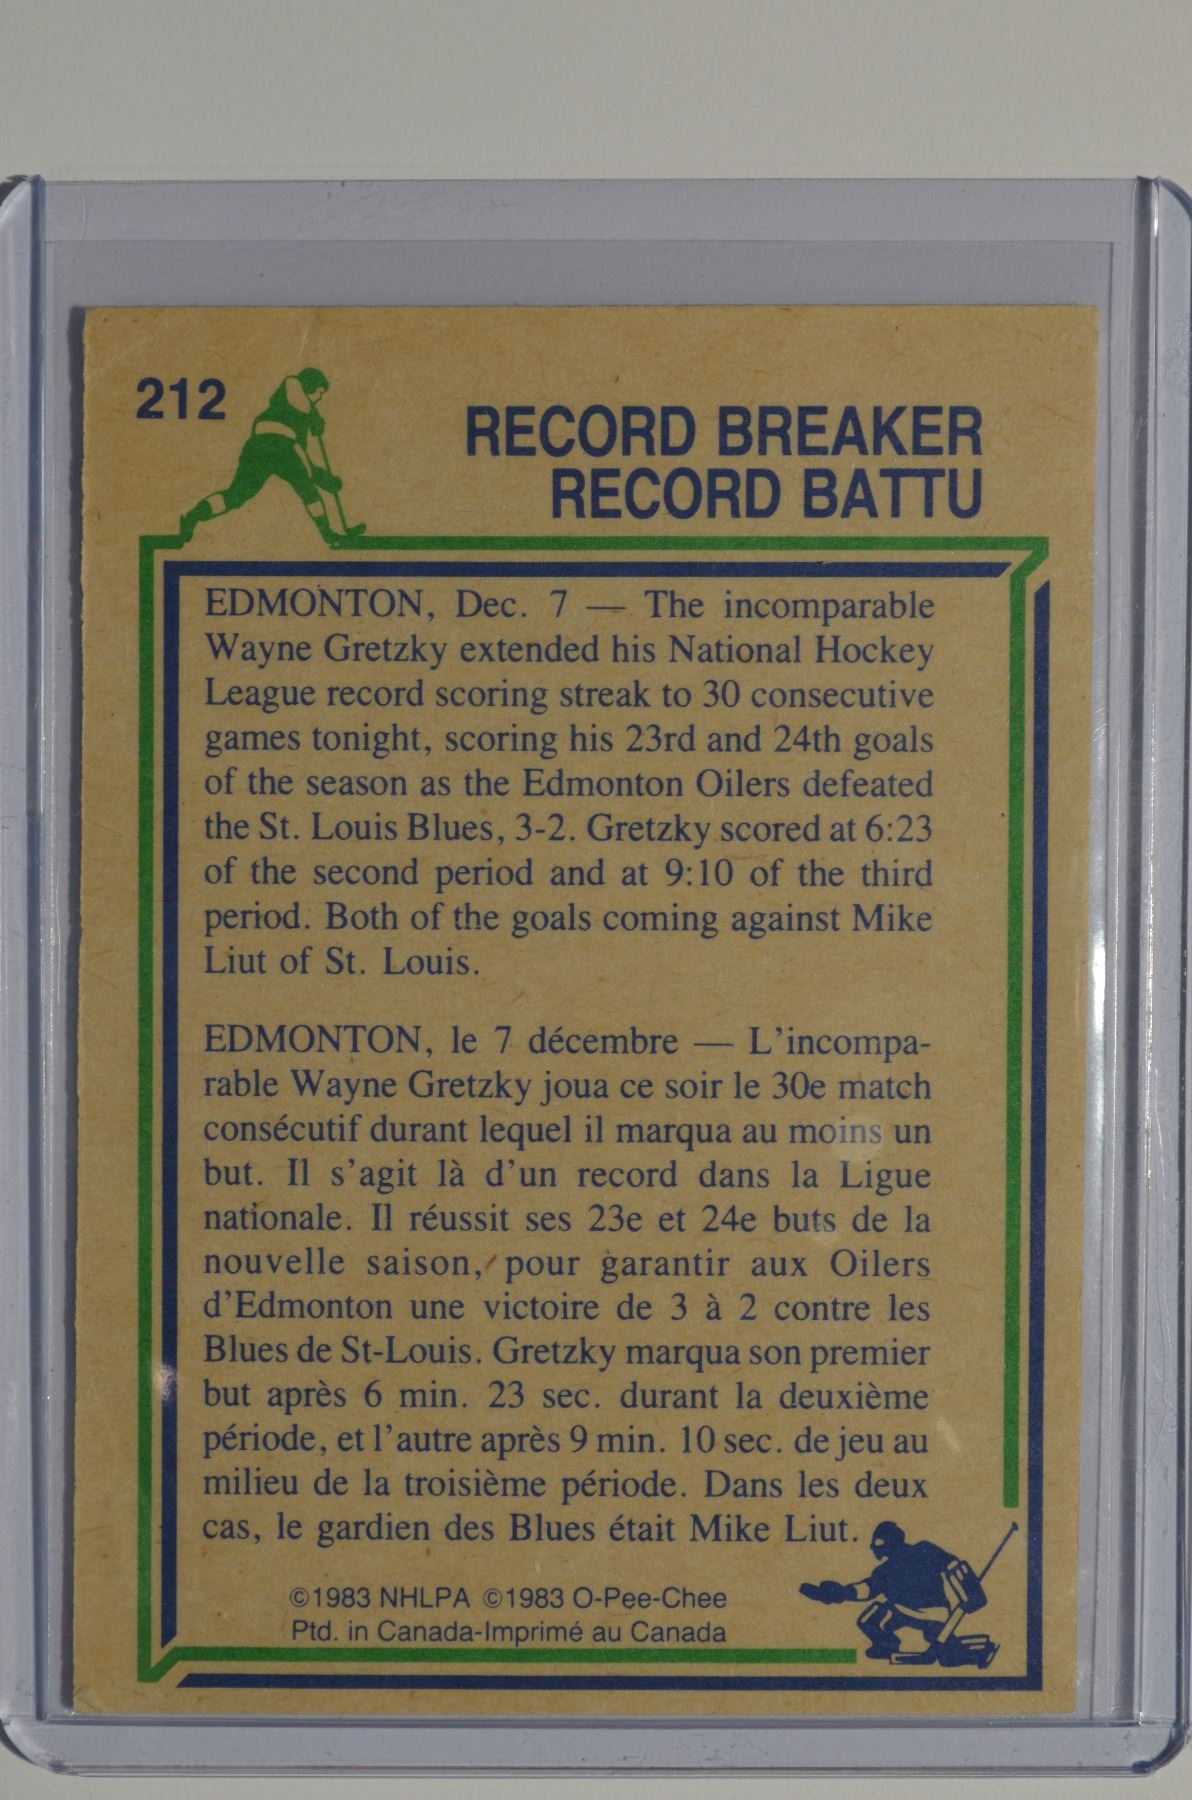 212
RECORD BREAKER
RECORD BATTU
EDMONTON, Dec. 7 — The incomparable
Wayne Gretzky extended his National Hockey
League record scoring streak to 30 consecutive
games tonight, scoring his 23rd and 24th goals
of the season as the Edmonton Oilers defeated
the St. Louis Blues, 3-2. Gretzky scored at 6:23
of the second period and at 9:10 of the third
period. Both of the goals coming against Mike
Liut of St. Louis.
EDMONTON, le 7 décembre — L'incompa-
rable Wayne Gretzky joua ce soir le 30e match
consécutif durant lequel il marqua au moins un
but. Il s'agit là d'un record dans la Ligue
nationale. Il réussit ses 23e et 24e buts de la
nouvelle saison, pour garantir aux Oilers
d'Edmonton une victoire de 3 à 2 contre les
Blues de St-Louis. Gretzky marqua son premier
but après 6 min. 23 sec. durant la deuxième
période, et l'autre après 9 min. 10 sec. de jeu au
milieu de la troisième période. Dans les deux
cas, le gardien des Blues était Mike Liut.
©1983 NHLPA ©1983 O-Pee-Chee
Ptd. in Canada-Imprimé au Canada